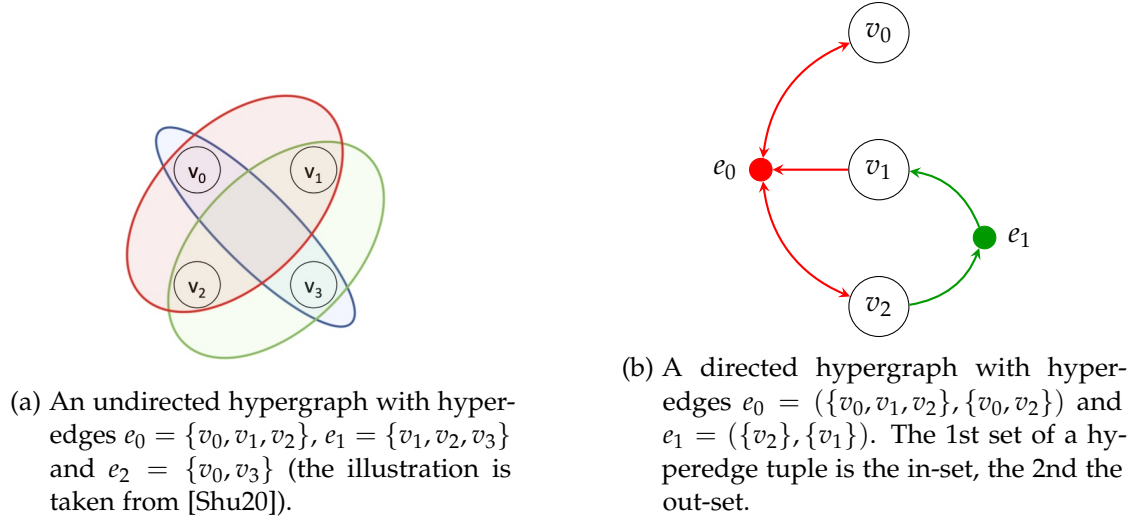 v₀ v₁
v₂ v₃
(a) An undirected hypergraph with hyper-
edges e₀ = {v₀, v₁, v₂}, e₁ = {v₁, v₂, v₃}
and e₂ = {v₀, v₃} (the illustration is
taken from [Shu20]).
v₀
e₀ v₁
e₁
v₂
(b) A directed hypergraph with hyper-
edges e₀ = ({v₀, v₁, v₂}, {v₀, v₂}) and
e₁ = ({v₂}, {v₁}). The 1st set of a hy-
peredge tuple is the in-set, the 2nd the
out-set.